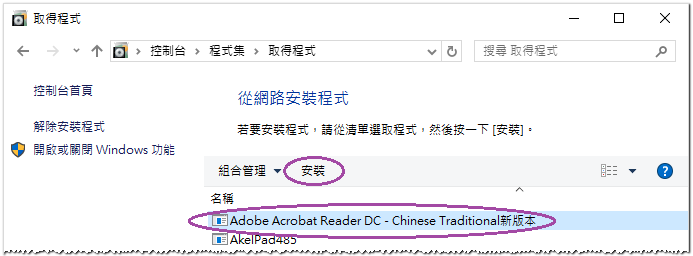 取得程式
控制台 > 程式集 > 取得程式
搜尋 取得程式
控制台首頁
解除安裝程式
開啟或關閉 Windows 功能
從網路安裝程式
若要安裝程式，請從清單選取程式，然後按一下 [安裝]。
組合管理 安裝
名稱
Adobe Acrobat Reader DC - Chinese Traditional新版本
AkelPad485